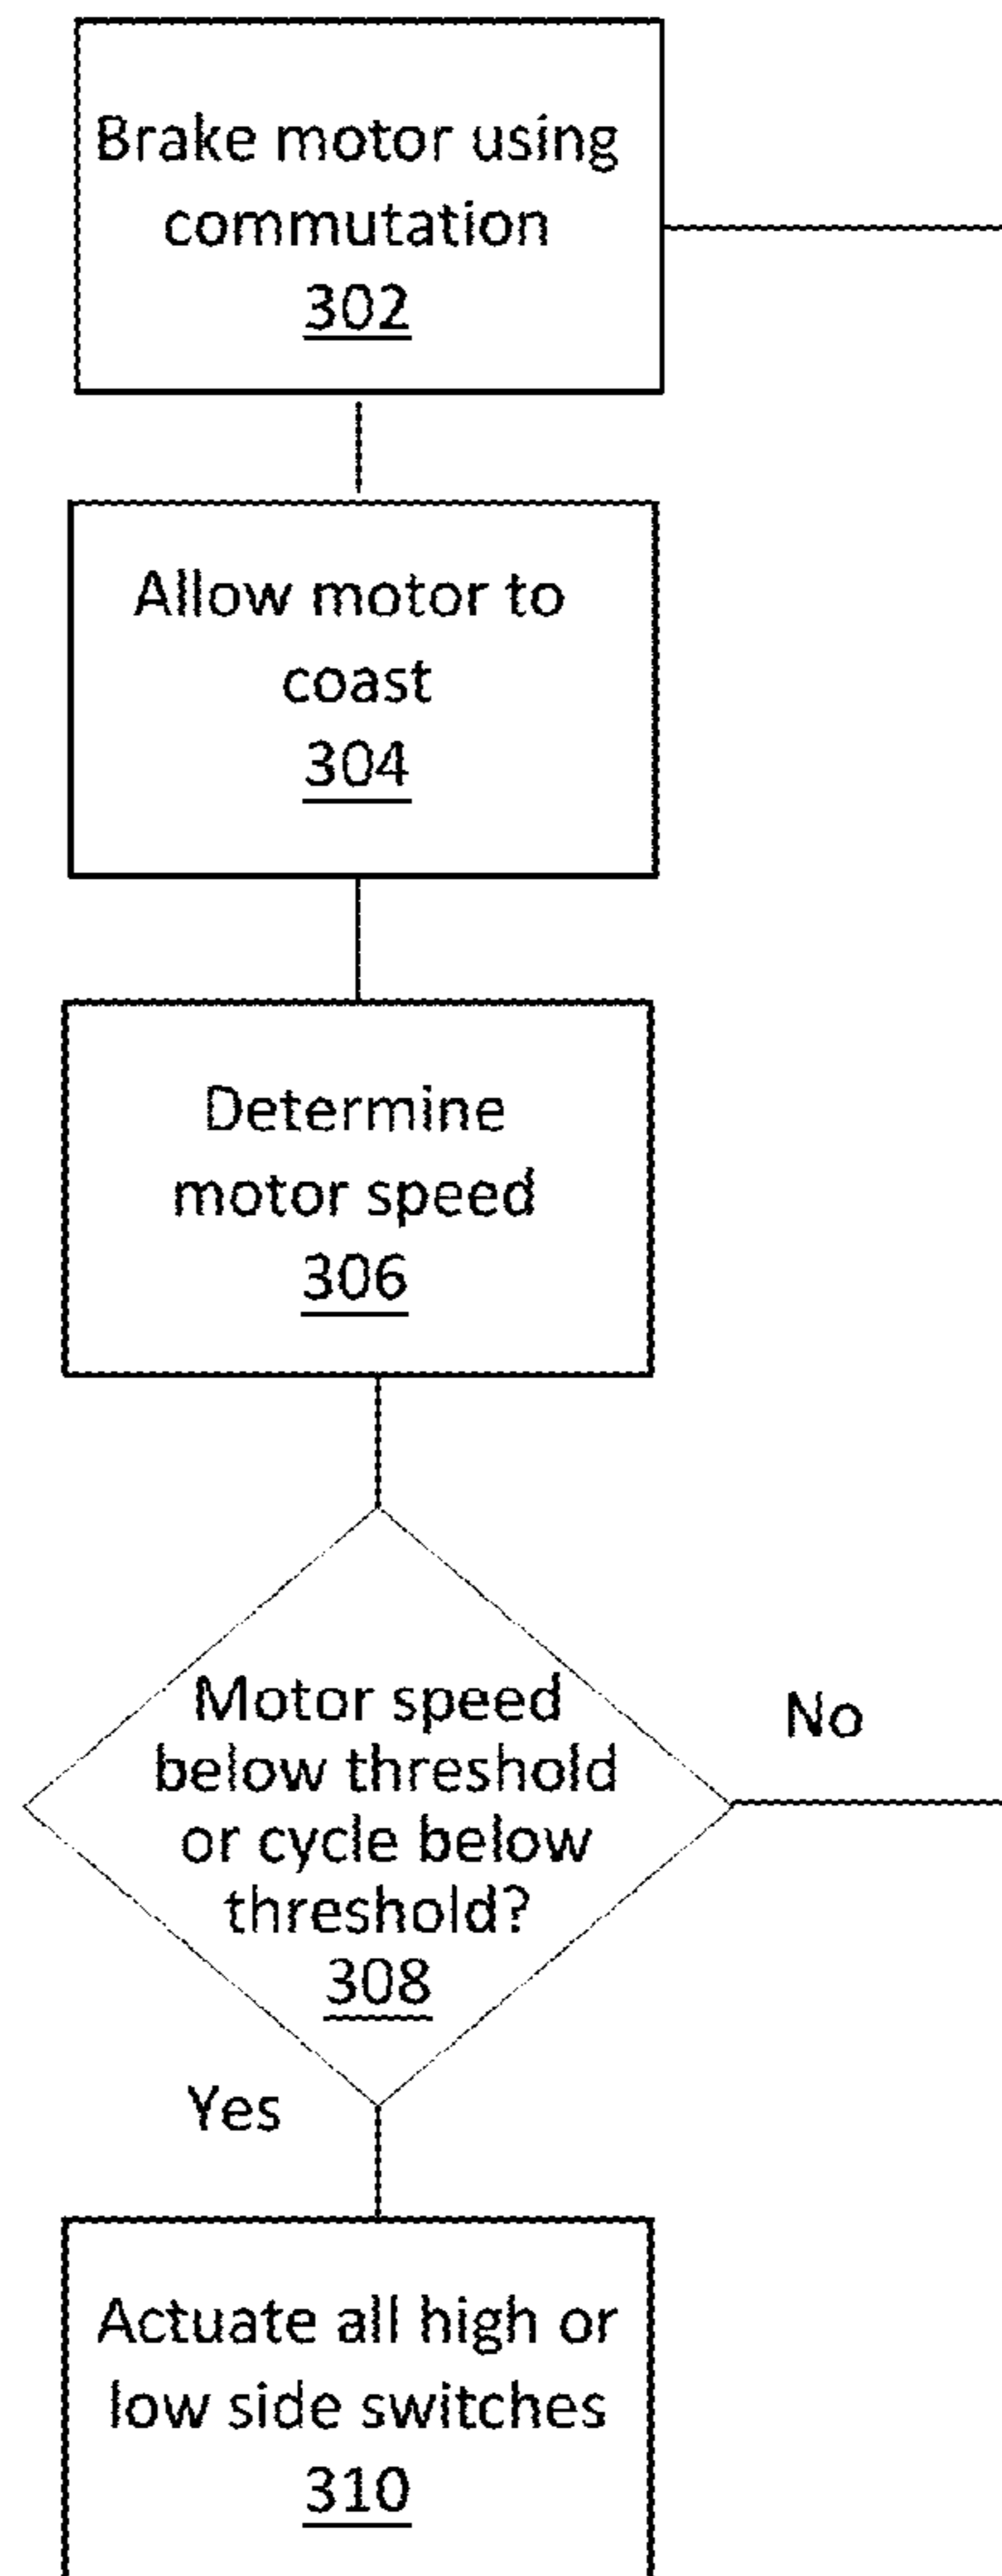 Brake motor using
commutation
302
Allow motor to
coast
304
Determine
motor speed
306
Motor speed
below threshold
or cycle below
threshold?
308
No
Yes
Actuate all high or
low side switches
310